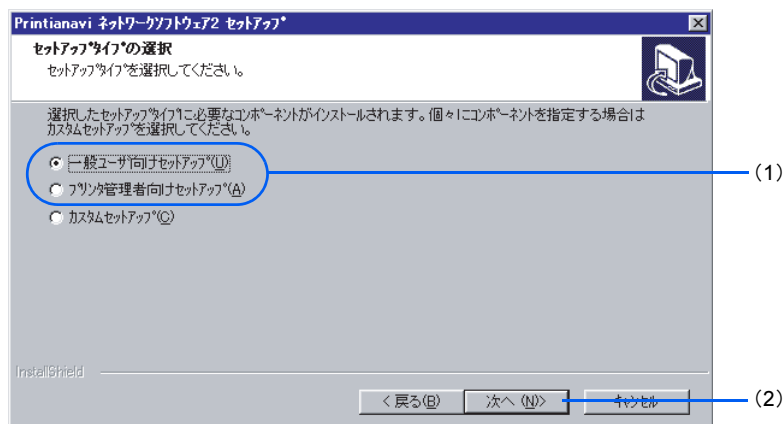 Printianavi ネットワークソフトウェア2 セットアップ
セットアップタイプの選択
セットアップタイプを選択してください。
選択したセットアップタイプに必要なコンポーネントがインストールされます。個々にコンポーネントを指定する場合は
カスタムセットアップを選択してください。
一般ユーザ向けセットアップ(U)
(1)
プリンタ管理者向けセットアップ(A)
カスタムセットアップ(C)
InstallShield
< 戻る(B)
次へ (N)>
キャンセル
(2)